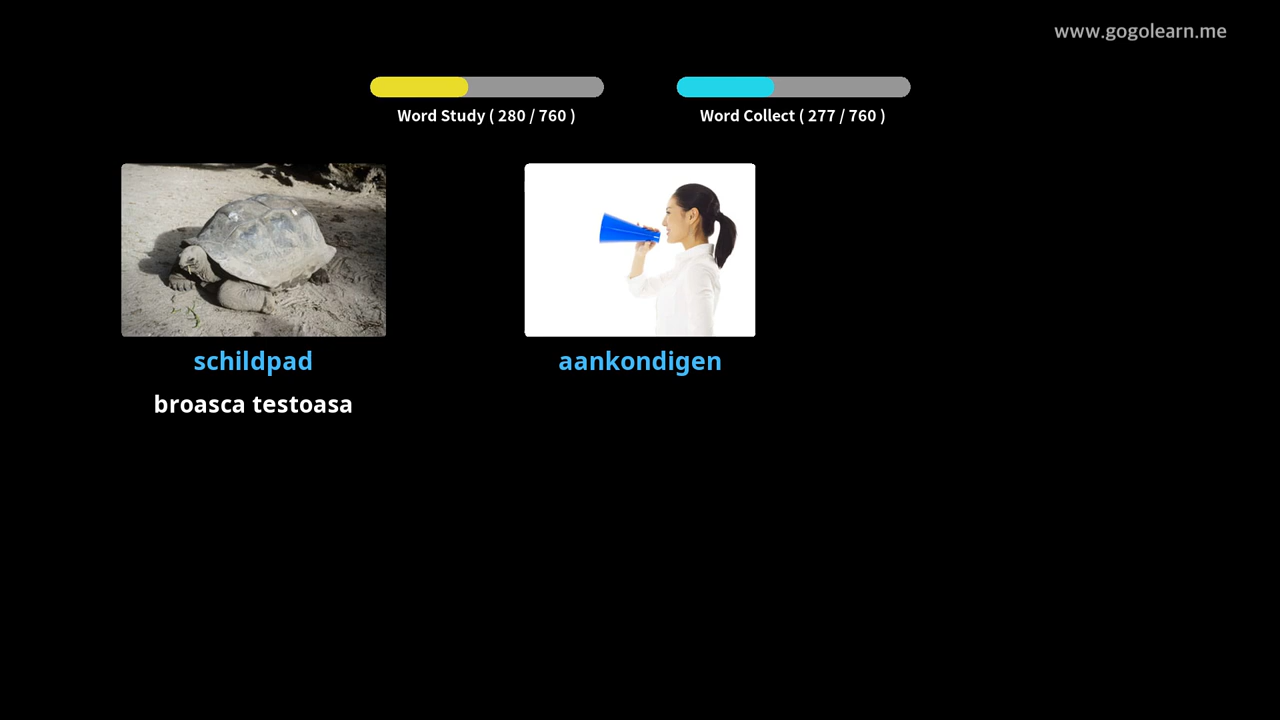 www.gogolearn.me
Word Study ( 280 / 760 )
Word Collect ( 277 / 760 )
schildpad
aankondigen
broasca testoasa